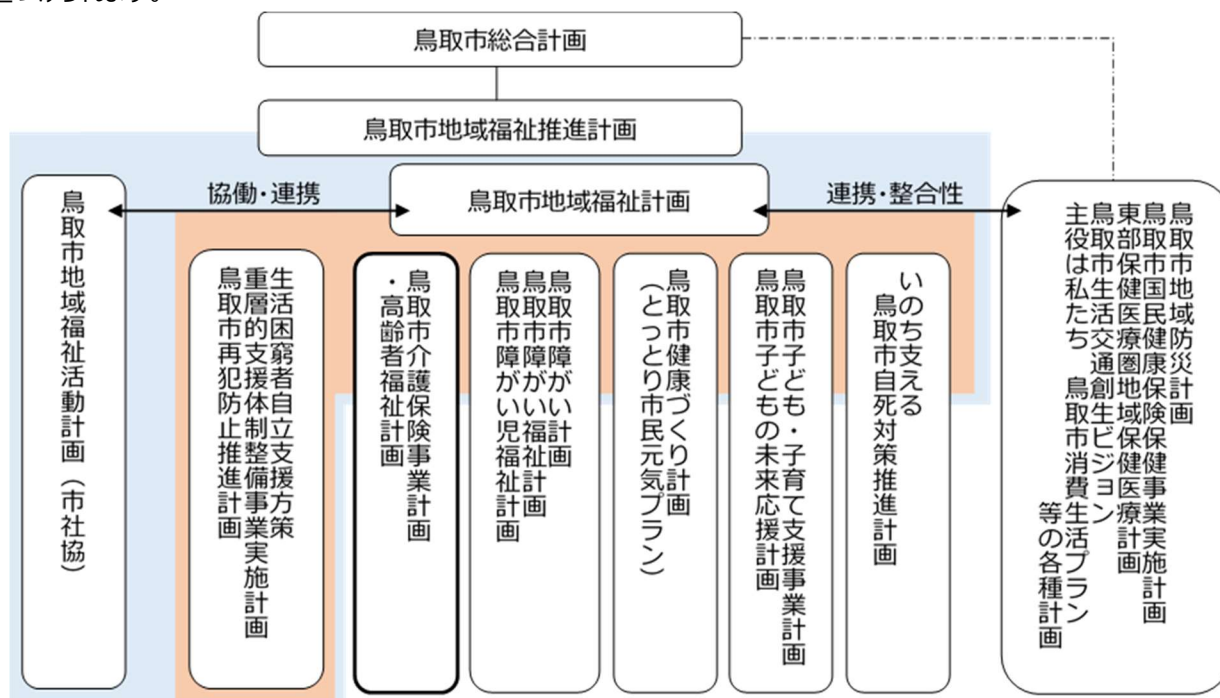 鳥取市総合計画
鳥取市地域福祉推進計画
協働・連携
鳥取市地域福祉計画
連携・整合性
鳥取市地域福祉活動計画（市社協）
生活困窮者自立支援方策
重層的支援体制整備事業実施計画
鳥取市再犯防止推進計画
鳥取市介護保険事業計画
・高齢者福祉計画
鳥取市障がい計画
鳥取市障がい福祉計画
鳥取市障がい児福祉計画
鳥取市健康づくり計画
（とっとり市民元気プラン）
鳥取市子ども・子育て支援事業計画
鳥取市子どもの未来応援計画
いのち支える
鳥取市自死対策推進計画
鳥取市地域防災計画
鳥取市国民健康保険保健事業実施計画
東部保健医療圏地域保健医療計画
鳥取市生活交通創生ビジョン
主役は私たち　鳥取市消費生活プラン
等の各種計画